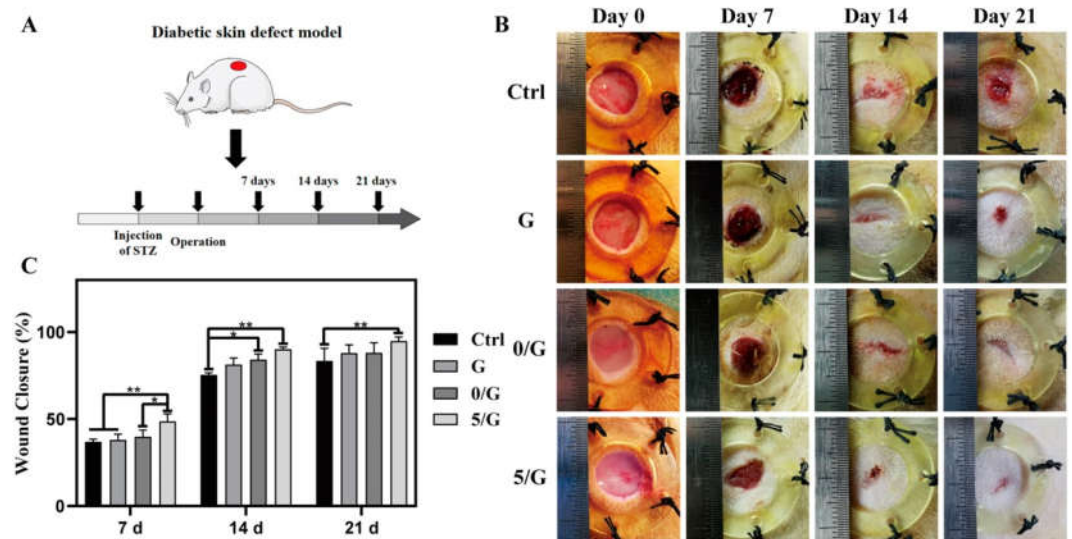 A
Diabetic skin defect model
7 days 14 days 21 days
Injection
of STZ
Operation
B
Day 0 Day 7 Day 14 Day 21
Ctrl
G
0/G
5/G
C
Wound Closure (%)
100
50
0
** * * ** **
7 d 14 d 21 d
Ctrl
G
0/G
5/G